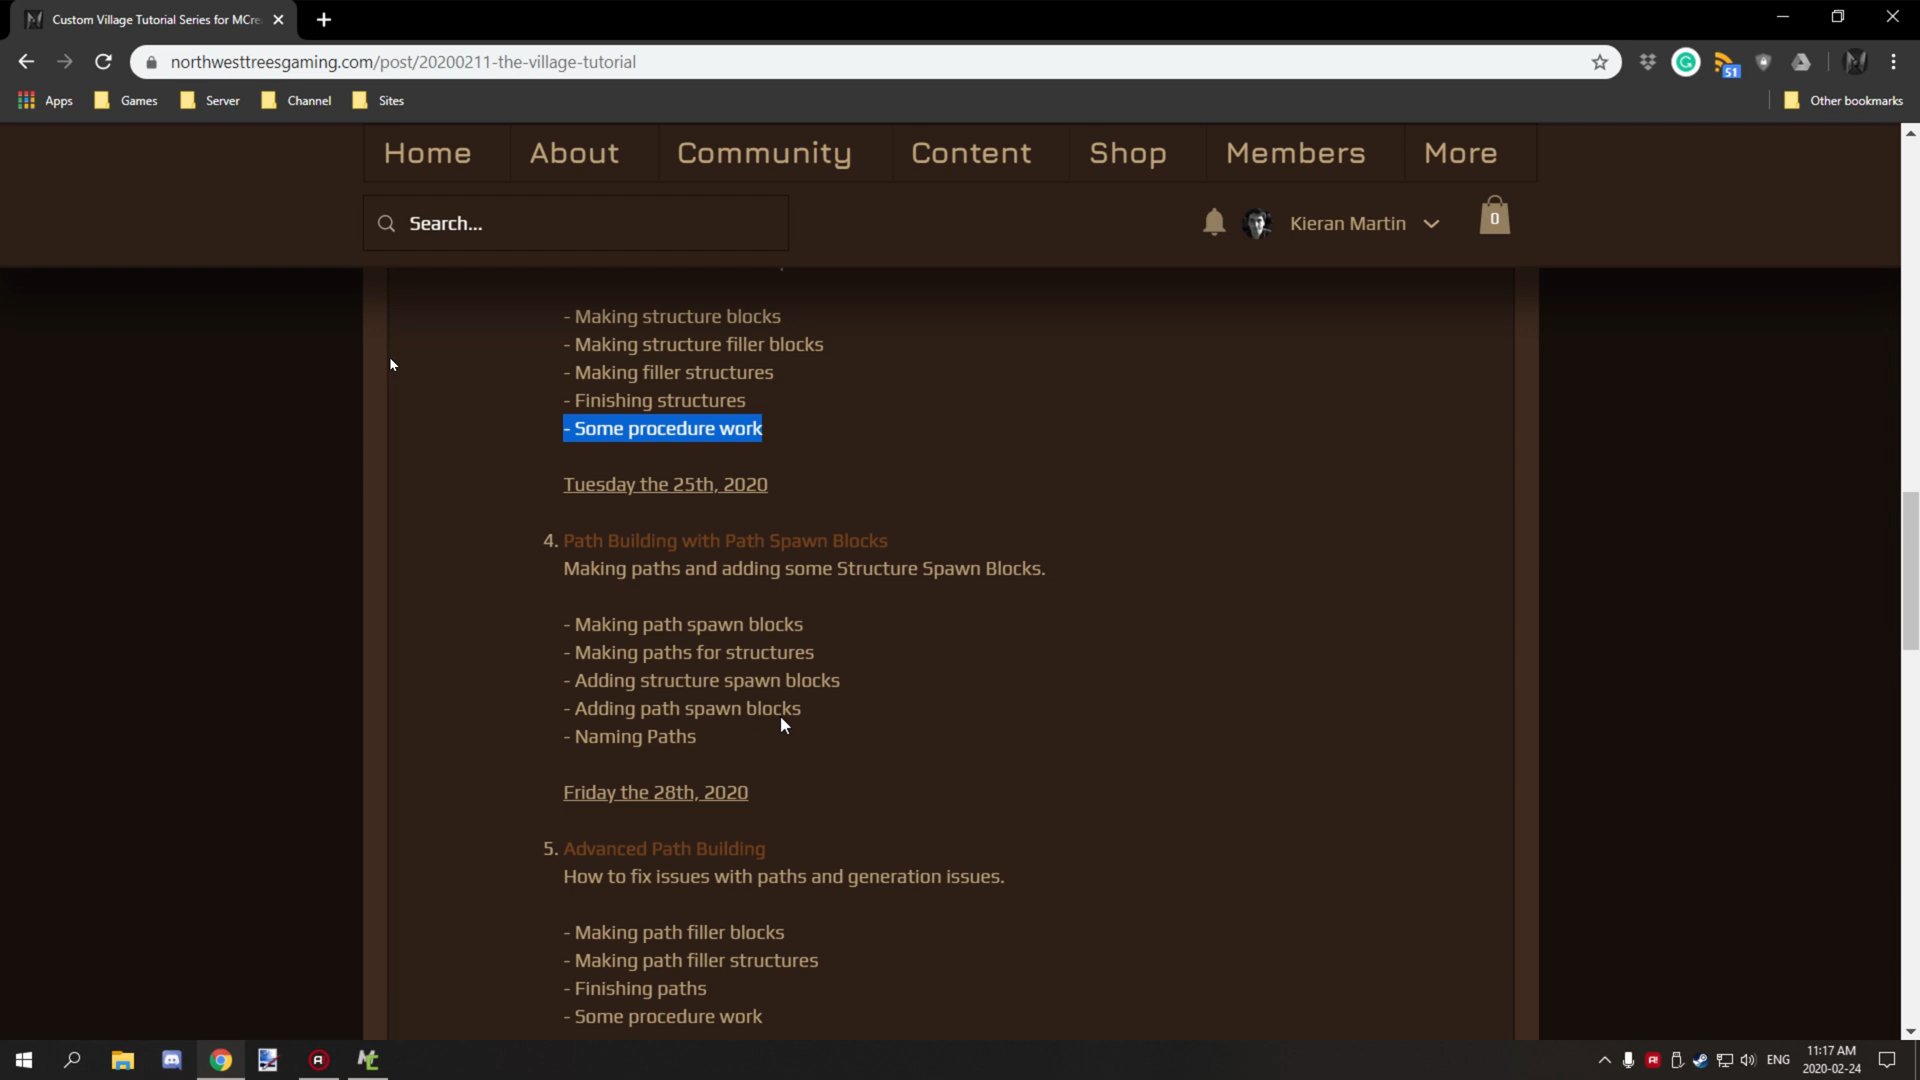 Custom Village Tutorial Series for MCre
northwesttreesgaming.com/post/20200211-the-village-tutorial
51
Apps
Games
Server
Channel
Sites
Other bookmarks
Home
About
Community
Content
Shop
Members
More
Search...
Kieran Martin
0
- Making structure blocks
- Making structure filler blocks
- Making filler structures
- Finishing structures
- Some procedure work
Tuesday the 25th, 2020
4. Path Building with Path Spawn Blocks
Making paths and adding some Structure Spawn Blocks.
- Making path spawn blocks
- Making paths for structures
- Adding structure spawn blocks
- Adding path spawn blocks
- Naming Paths
Friday the 28th, 2020
5. Advanced Path Building
How to fix issues with paths and generation issues.
- Making path filler blocks
- Making path filler structures
- Finishing paths
- Some procedure work
ENG
11:17 AM
2020-02-24